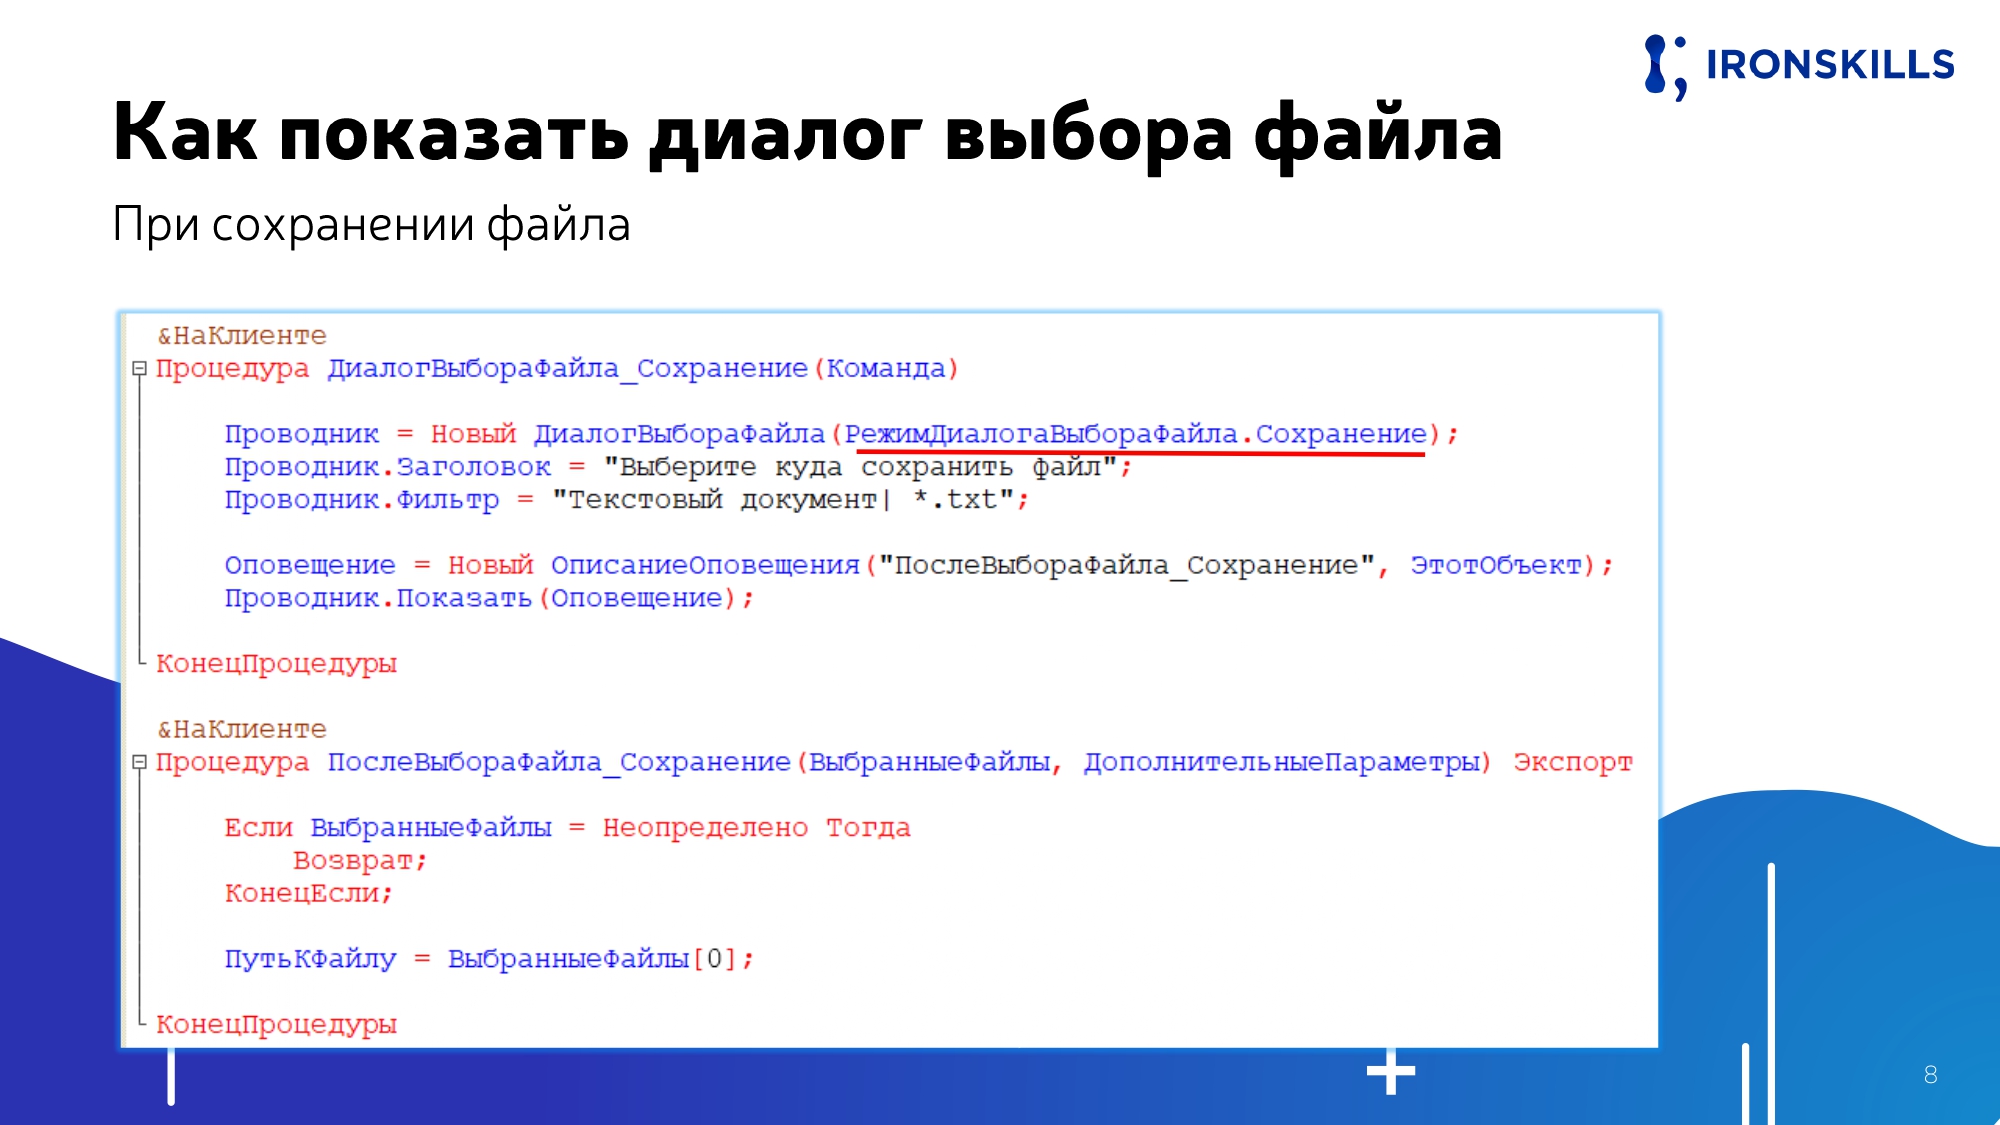 IRONSKILLS
Как показать диалог выбора файла
При сохранении файла
&НаКлиенте
Процедура ДиалогВыбораФайла_Сохранение(Команда)
Проводник = Новый ДиалогВыбораФайла(РежимДиалогаВыбораФайла.Сохранение);
Проводник.Заголовок = "Выберите куда сохранить файл";
Проводник.Фильтр = "Текстовый документ| *.txt";
Оповещение = Новый ОписаниеОповещения("ПослеВыбораФайла_Сохранение", ЭтотОбъект);
Проводник.Показать(Оповещение);
КонецПроцедуры
&НаКлиенте
Процедура ПослеВыбораФайла_Сохранение(ВыбранныеФайлы, ДополнительныеПараметры) Экспорт
Если ВыбранныеФайлы = Неопределено Тогда
Возврат;
КонецЕсли;
ПутьКФайлу = ВыбранныеФайлы[0];
КонецПроцедуры
8